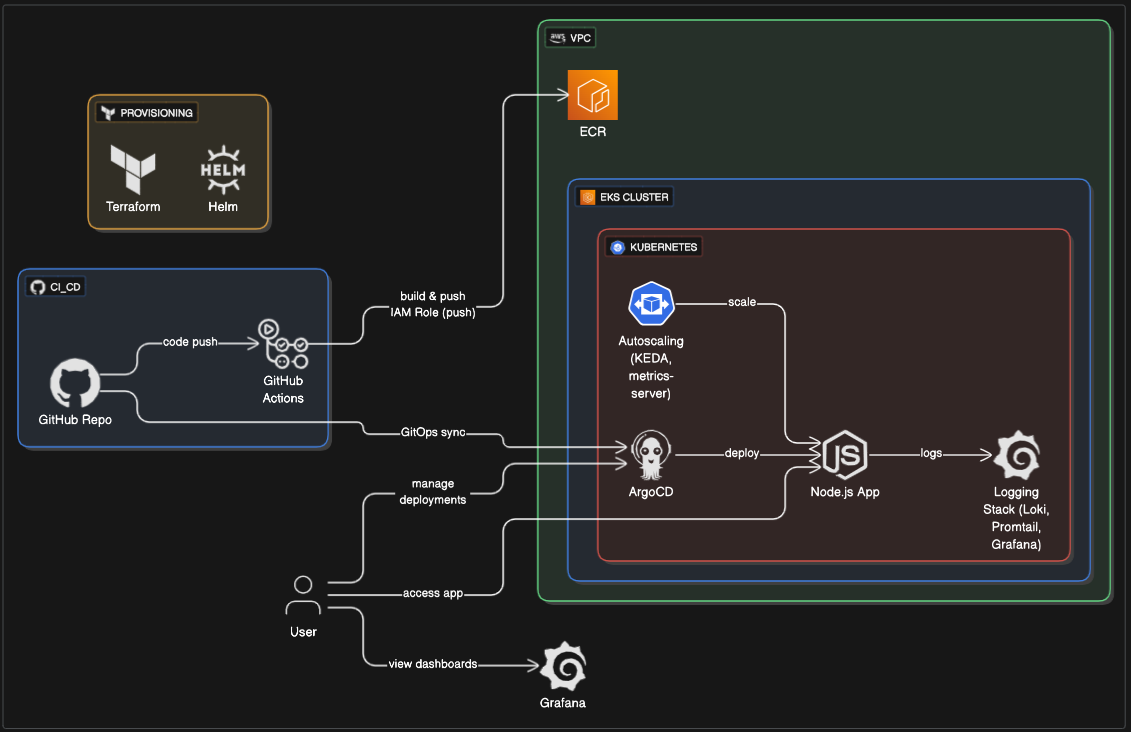 aws VPC
ECR
PROVISIONING
HELM
Terraform
Helm
EKS CLUSTER
KUBERNETES
CI_CD
build & push
IAM Role (push)
scale
code push
Autoscaling
(KEDA,
metrics-
server)
GitHub
Actions
GitHub Repo
GitOps sync
deploy
JS
logs
manage
deployments
ArgoCD
Node.js App
Logging
Stack (Loki,
Promtail,
Grafana)
access app
User
view dashboards
Grafana